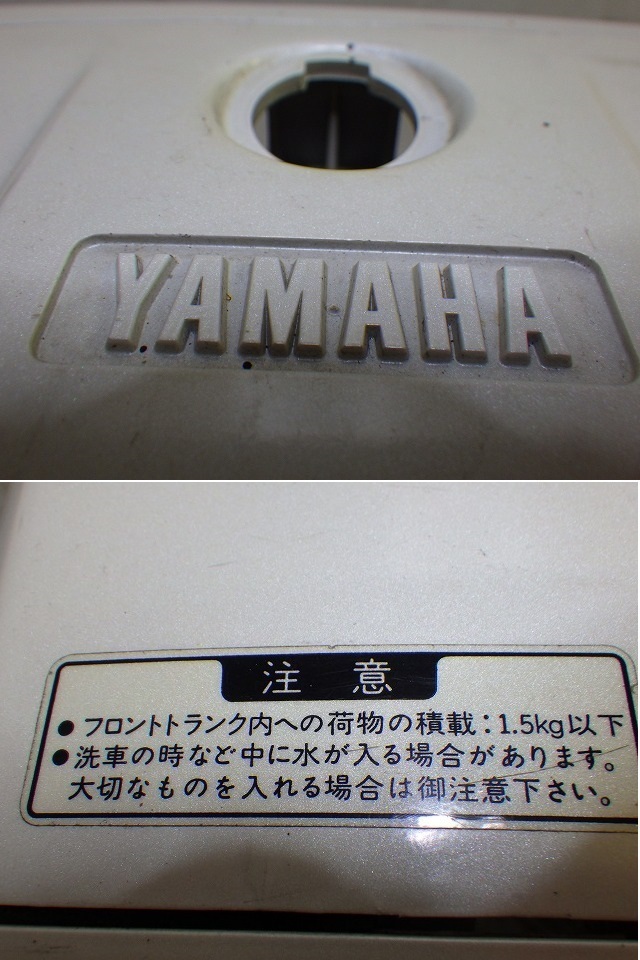 YAMAHA
注意
●フロントトランク内への荷物の積載：1.5kg以下
●洗車の時など中に水が入る場合があります。
大切なものを入れる場合は御注意下さい。